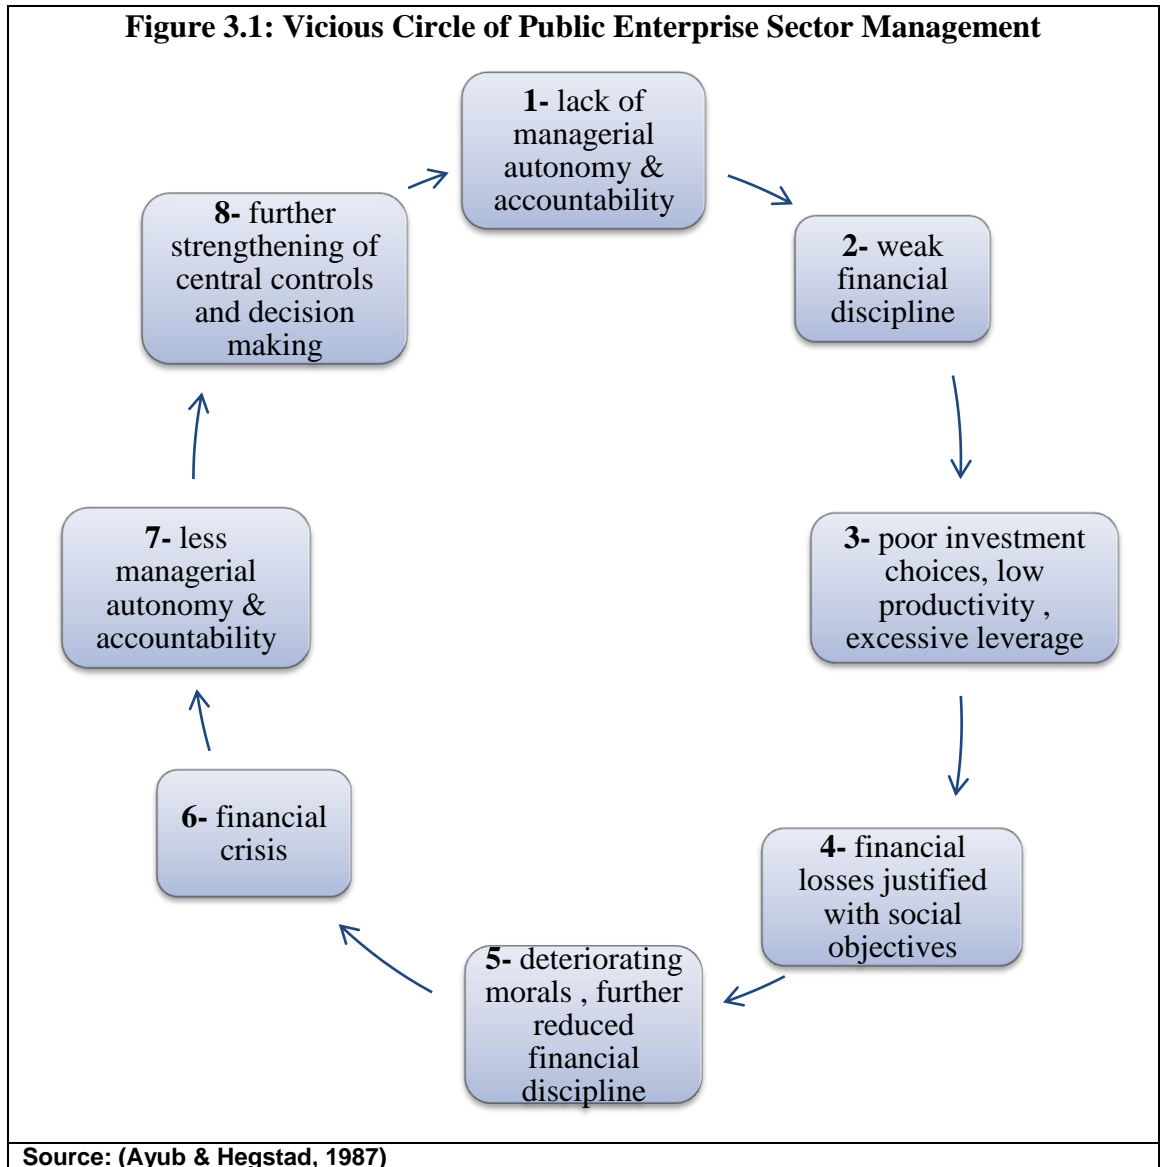 Figure 3.1: Vicious Circle of Public Enterprise Sector Management
1- lack of
managerial
autonomy &
accountability
2- weak
financial
discipline
3- poor investment
choices, low
productivity ,
excessive leverage
4- financial
losses justified
with social
objectives
5- deteriorating
morals , further
reduced
financial
discipline
6- financial
crisis
7- less
managerial
autonomy &
accountability
8- further
strengthening of
central controls
and decision
making
Source: (Ayub & Hegstad, 1987)